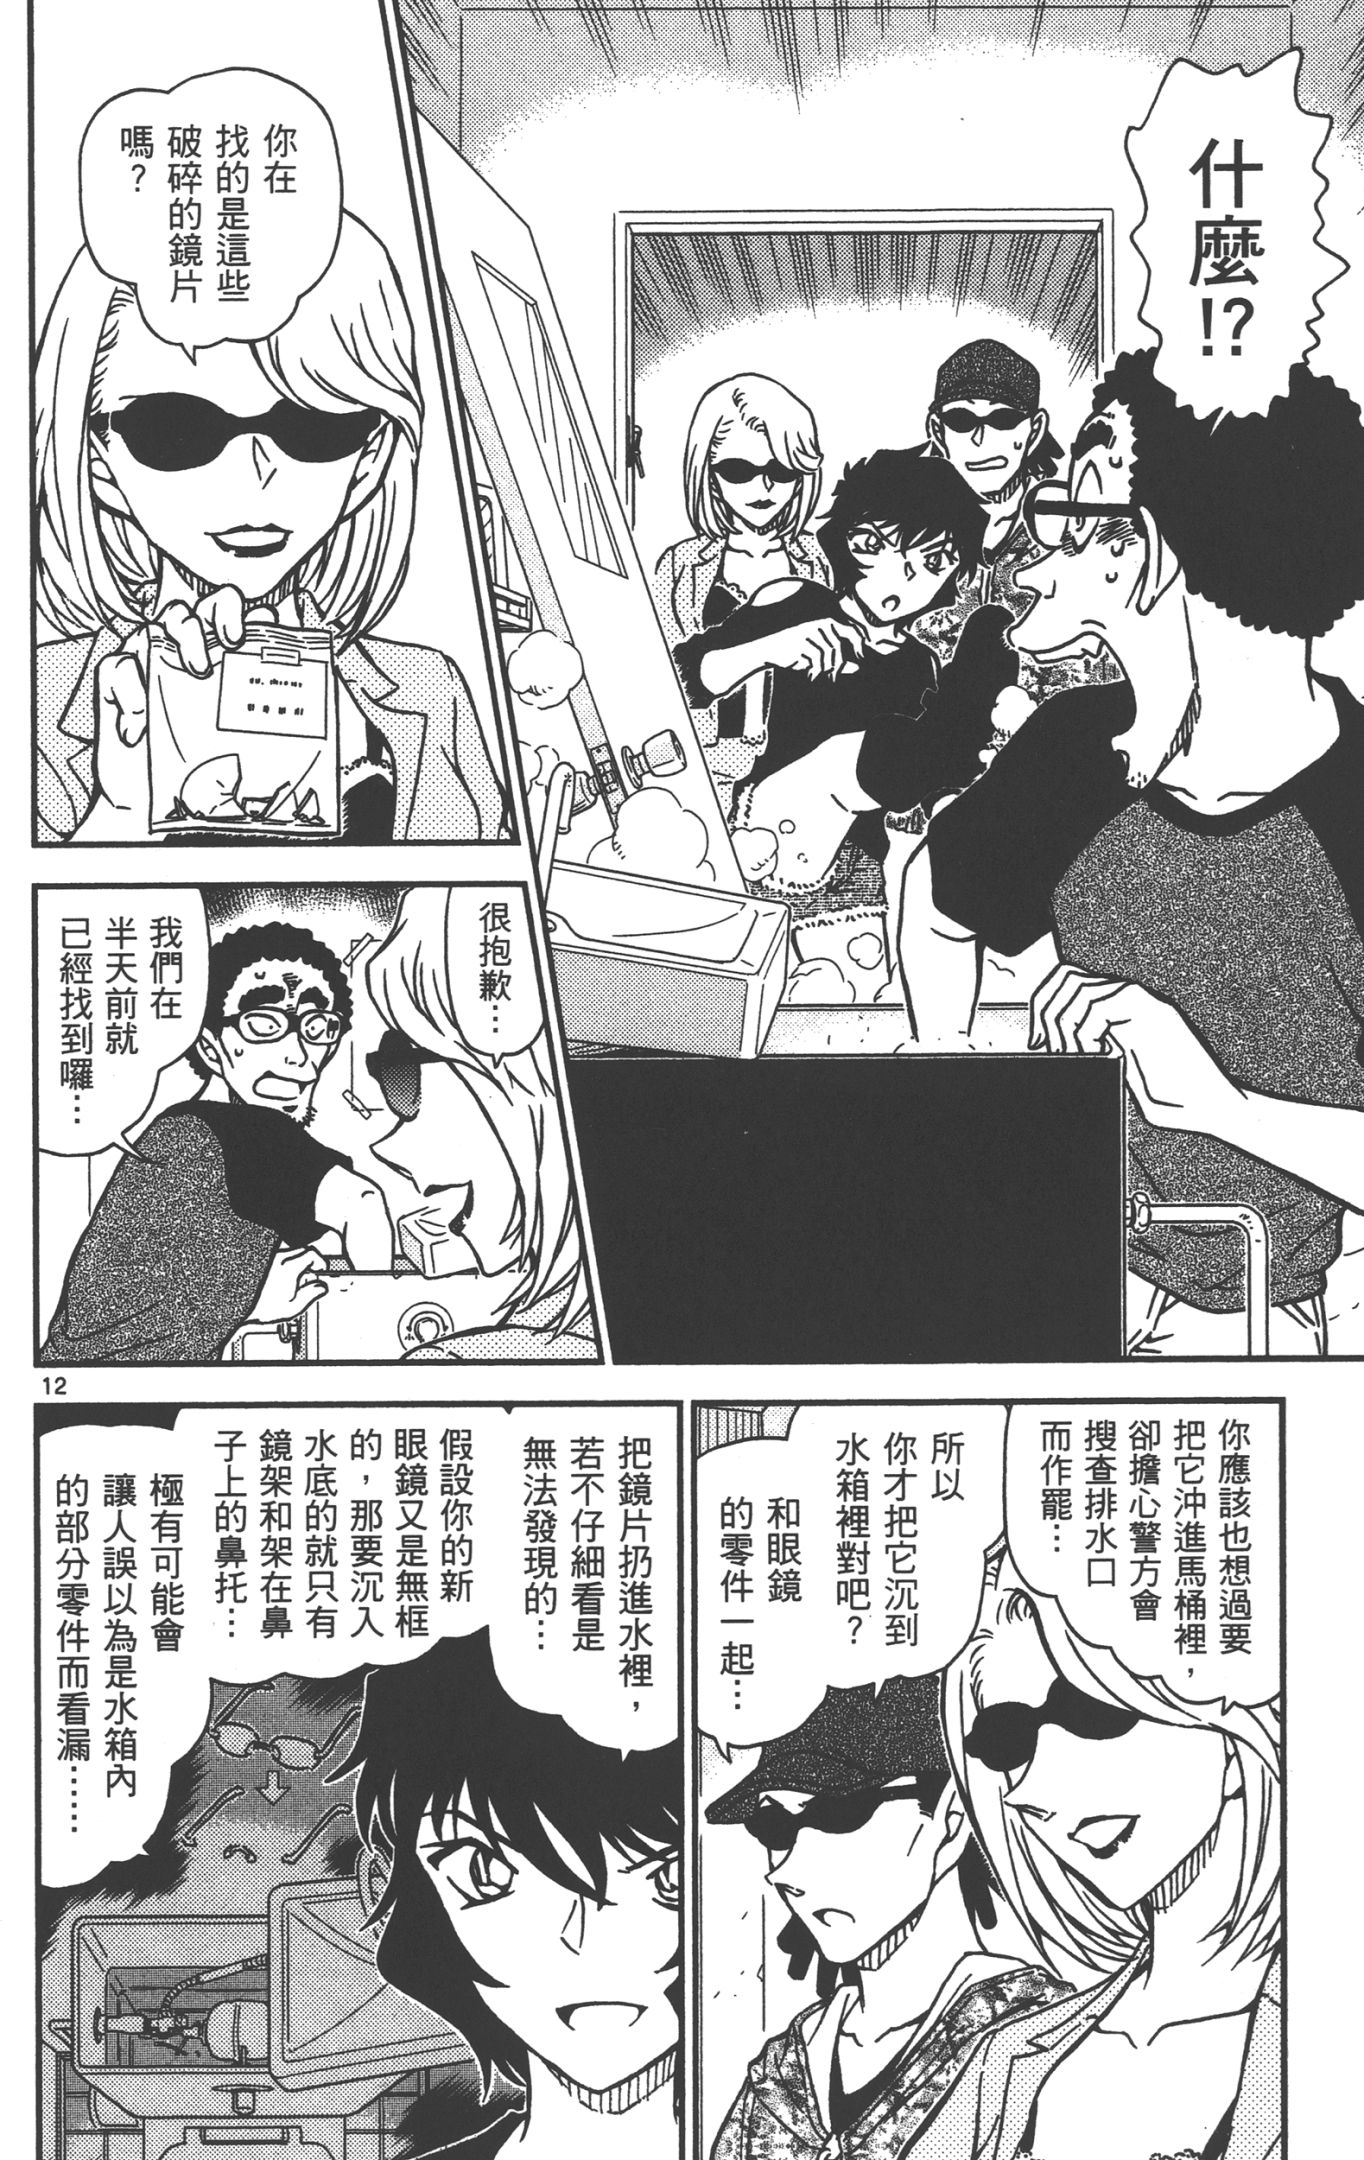 什麼!?
你在
找的是這些
破碎的鏡片
嗎？
很抱歉…
我們在
半天前就
已經找到囉…
12
你應該也想過要
把它沖進馬桶裡，
卻擔心警方會
搜查排水口
而作罷…
所以
你才把它沉到
水箱裡對吧？
和眼鏡
的零件一起…
把鏡片扔進水裡，
若不仔細看是
無法發現的…
假設你的新
眼鏡又是無框
的，那要沉入
水底的就只有
鏡架和架在鼻
子上的鼻托…
極有可能會
讓人誤以為是水箱內
的部分零件而看漏……